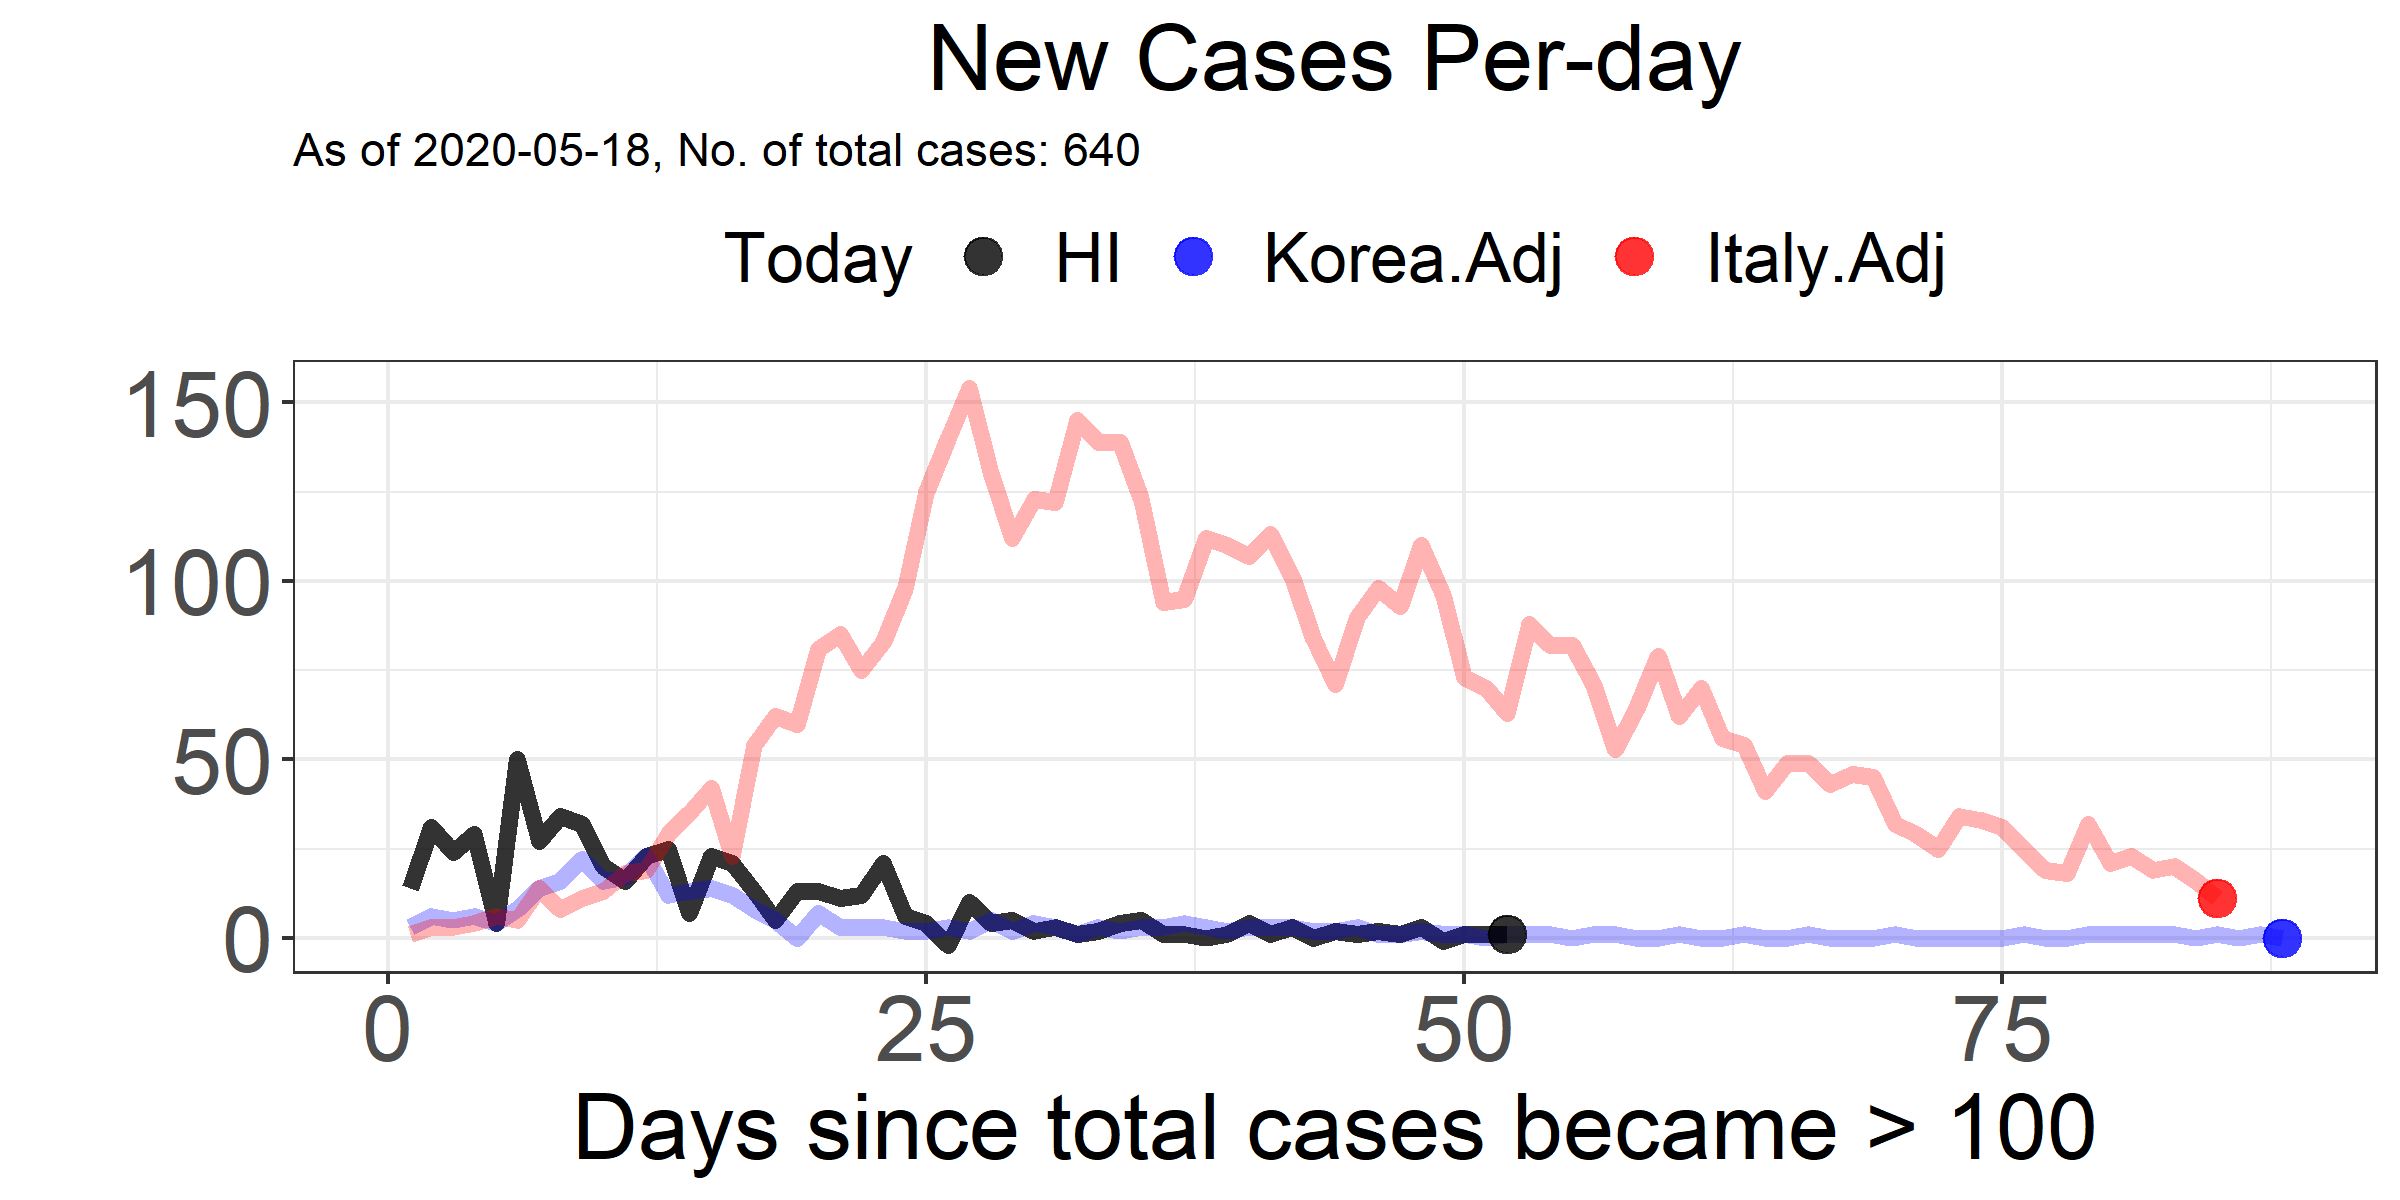 New Cases Per-day
As of 2020-05-18, No. of total cases: 640
Today HI Korea.Adj Italy.Adj
150
100
50
0
0 25 50 75
Days since total cases became > 100